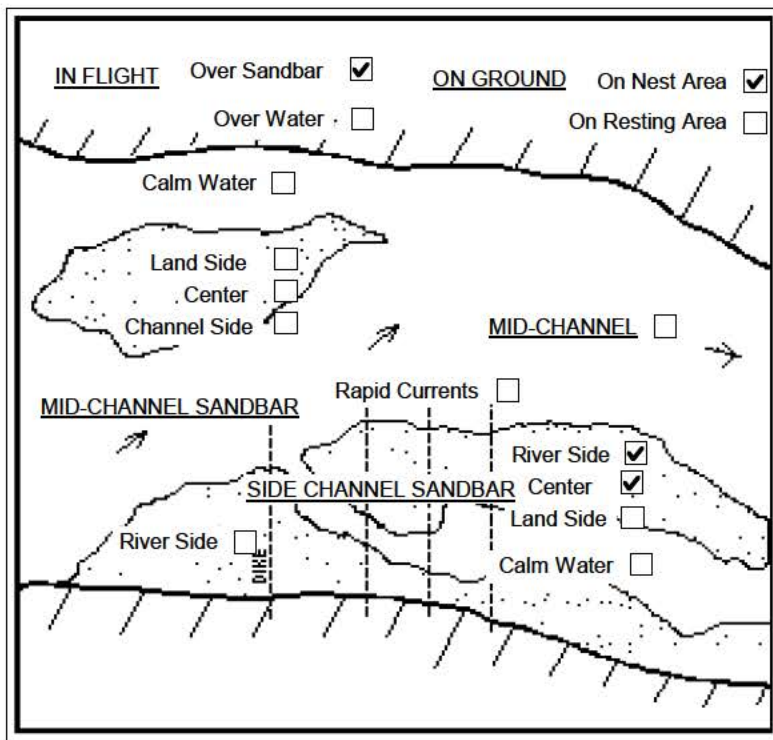 IN FLIGHT Over Sandbar ON GROUND On Nest Area
Over Water On Resting Area
Calm Water
Land Side
Center
Channel Side
MID-CHANNEL
Rapid Currents
MID-CHANNEL SANDBAR
River Side
SIDE CHANNEL SANDBAR Center
Land Side
River Side
DIKE
Calm Water